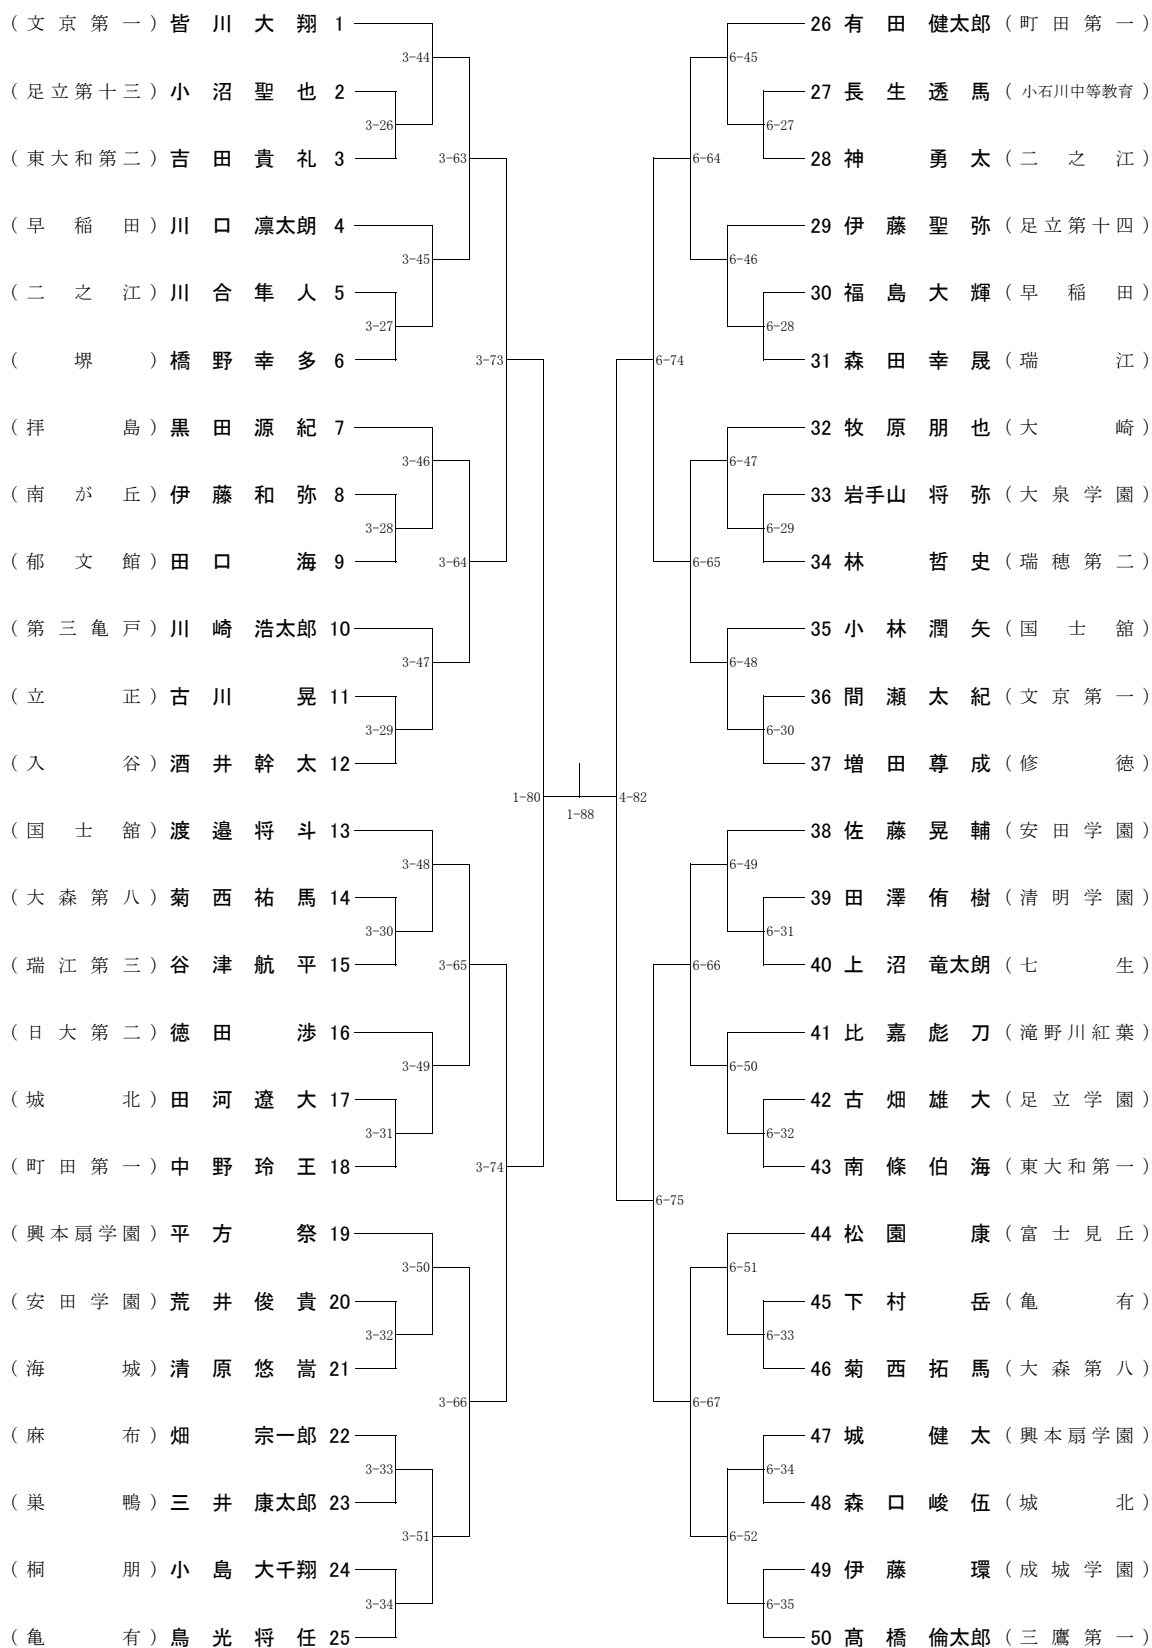 (文京第一) 皆川大翔 1
3-44
(足立第十三) 小沼聖也 2
3-26
(東大和第二) 吉田貴礼 3
3-63
(早稲田) 川口凛太朗 4
3-45
(二之江) 川合隼人 5
3-27
(堺) 橋野幸多 6
3-73
(拝島) 黒田源紀 7
3-46
(南が丘) 伊藤和弥 8
3-28
(郁文館) 田口海 9
3-64
(第三亀戸) 川崎浩太郎 10
3-47
(立正) 古川晃 11
3-29
(入谷) 酒井幹太 12
1-80
(国士舘) 渡邉将斗 13
3-48
(大森第八) 菊西祐馬 14
3-30
(瑞江第三) 谷津航平 15
3-65
(日大第二) 徳田渉 16
3-49
(城北) 田河遼大 17
3-31
(町田第一) 中野玲王 18
3-74
(興本扇学園) 平方祭 19
3-50
(安田学園) 荒井俊貴 20
3-32
(海城) 清原悠嵩 21
3-66
(麻布) 畑宗一郎 22
3-33
(巣鴨) 三井康太郎 23
3-51
(桐朋) 小島大千翔 24
3-34
(亀有) 鳥光将任 25
1-88
26 有田健太郎 (町田第一)
6-45
27 長生透馬 (小石川中等教育)
6-27
28 神勇太 (二之江)
6-64
29 伊藤聖弥 (足立第十四)
6-46
30 福島大輝 (早稲田)
6-28
31 森田幸晟 (瑞江)
6-74
32 牧原朋也 (大崎)
6-47
33 岩手山将弥 (大泉学園)
6-29
34 林哲史 (瑞穂第二)
6-65
35 小林潤矢 (国士舘)
6-48
36 間瀬太紀 (文京第一)
6-30
37 増田尊成 (修徳)
4-82
38 佐藤晃輔 (安田学園)
6-49
39 田澤侑樹 (清明学園)
6-31
40 上沼竜太朗 (七生)
6-66
41 比嘉彪刀 (滝野川紅葉)
6-50
42 古畑雄大 (足立学園)
6-32
43 南條伯海 (東大和第一)
6-75
44 松園康 (富士見丘)
6-51
45 下村岳 (亀有)
6-33
46 菊西拓馬 (大森第八)
6-67
47 城健太 (興本扇学園)
6-34
48 森口峻伍 (城北)
6-52
49 伊藤環 (成城学園)
6-35
50 髙橋倫太郎 (三鷹第一)